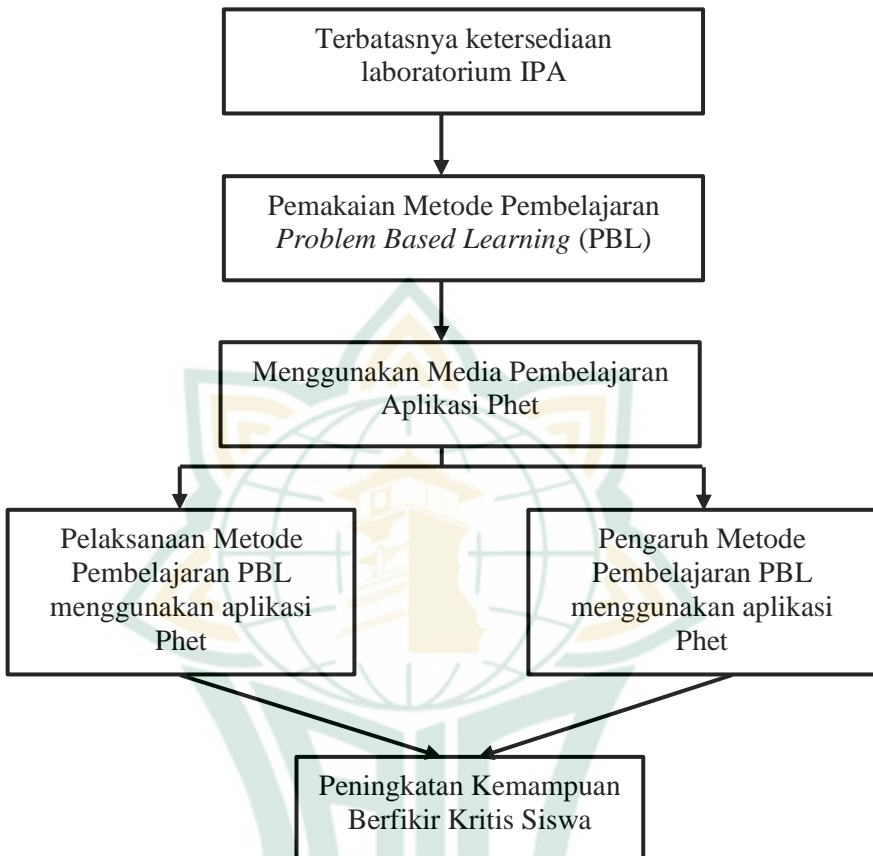 Terbatasnya ketersediaan
laboratorium IPA
Pemakaian Metode Pembelajaran
Problem Based Learning (PBL)
Menggunakan Media Pembelajaran
Aplikasi Phet
Pelaksanaan Metode
Pembelajaran PBL
menggunakan aplikasi
Phet
Pengaruh Metode
Pembelajaran PBL
menggunakan aplikasi
Phet
Peningkatan Kemampuan
Berfikir Kritis Siswa